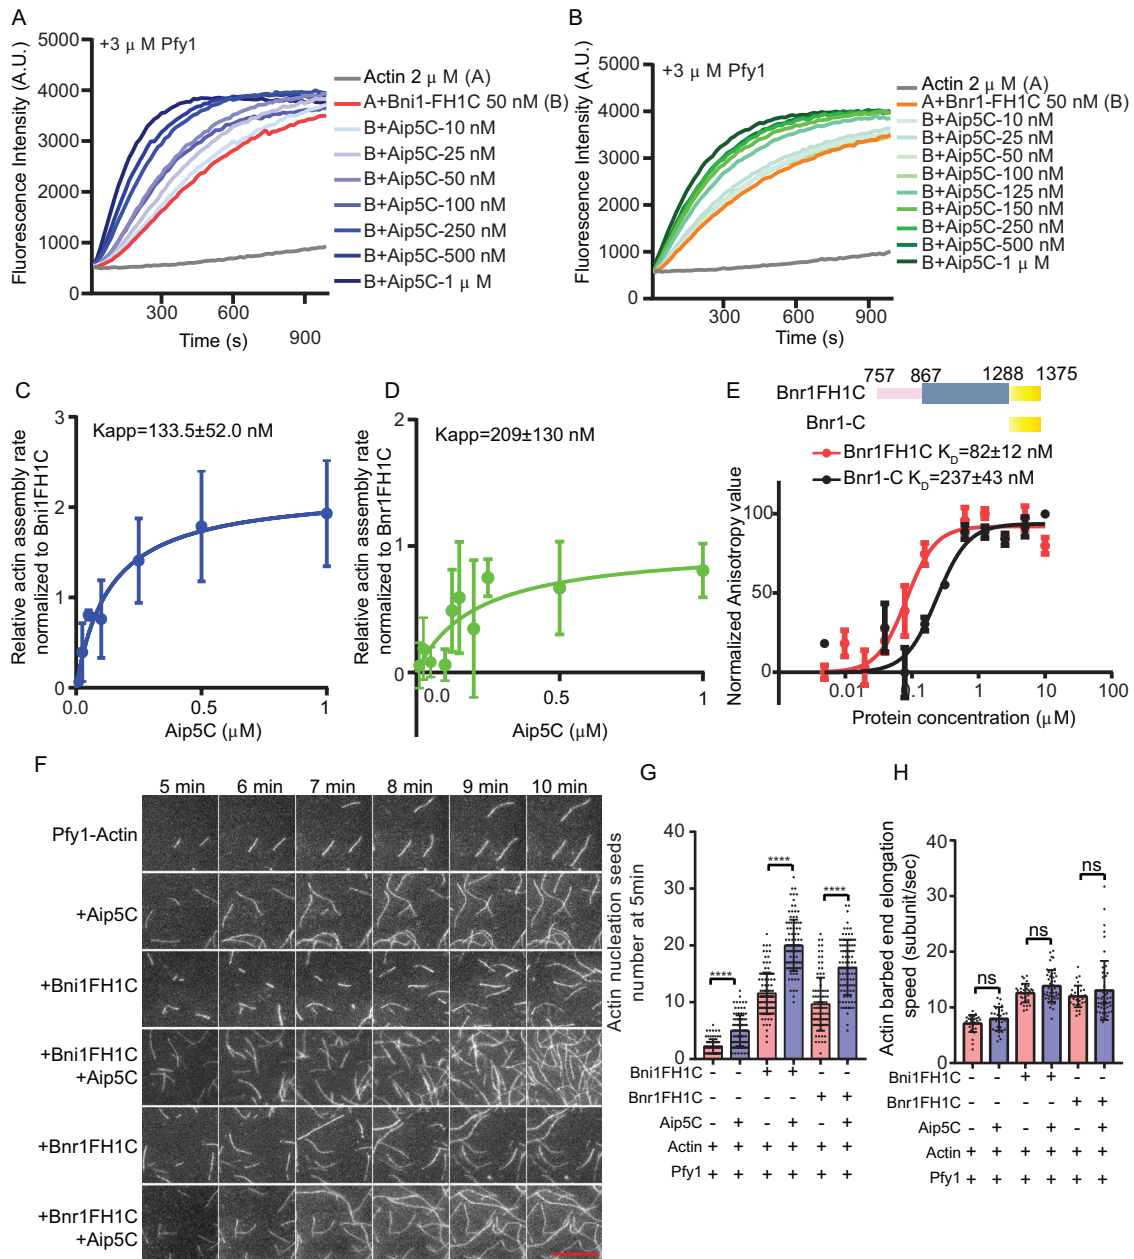 A
+3 μ M Pfy1
Fluorescence Intensity (A.U.)
5000
4000
3000
2000
1000
0
300
600
900
Time (s)
Actin 2 μ M (A)
A+Bni1-FH1C 50 nM (B)
B+Aip5C-10 nM
B+Aip5C-25 nM
B+Aip5C-50 nM
B+Aip5C-100 nM
B+Aip5C-250 nM
B+Aip5C-500 nM
B+Aip5C-1 μ M
B
+3 μ M Pfy1
Fluorescence Intensity (A.U.)
5000
4000
3000
2000
1000
0
300
600
900
Time (s)
Actin 2 μ M (A)
A+Bnr1-FH1C 50 nM (B)
B+Aip5C-10 nM
B+Aip5C-25 nM
B+Aip5C-50 nM
B+Aip5C-100 nM
B+Aip5C-125 nM
B+Aip5C-150 nM
B+Aip5C-250 nM
B+Aip5C-500 nM
B+Aip5C-1 μ M
C
Kapp=133.5±52.0 nM
Relative actin assembly rate
normalized to Bni1FH1C
3
2
1
0
0.0
0.5
1
Aip5C (μM)
D
Kapp=209±130 nM
Relative actin assembly rate
normalized to Bnr1FH1C
2
1
0
0.0
0.5
1
Aip5C (μM)
E
757 867 1288 1375
Bnr1FH1C
Bnr1-C
Bnr1FH1C KD=82±12 nM
Bnr1-C KD=237±43 nM
Normalized Anisotropy value
100
50
0
0.01
0.1
1
10
100
Protein concentration (μM)
F
5 min 6 min 7 min 8 min 9 min 10 min
Pfy1-Actin
+Aip5C
+Bni1FH1C
+Bni1FH1C
+Aip5C
+Bnr1FH1C
+Bnr1FH1C
+Aip5C
G
Actin nucleation seeds
number at 5min
40
30
20
10
0
****
****
****
Bni1FH1C - - + + - -
Bnr1FH1C - - - - + +
Aip5C - + - + - +
Actin + + + + + +
Pfy1 + + + + + +
H
Actin barbed end elongation
speed (subunit/sec)
40
30
20
10
0
ns
ns
ns
Bni1FH1C - - + + - -
Bnr1FH1C - - - - + +
Aip5C - + - + - +
Actin + + + + + +
Pfy1 + + + + + +